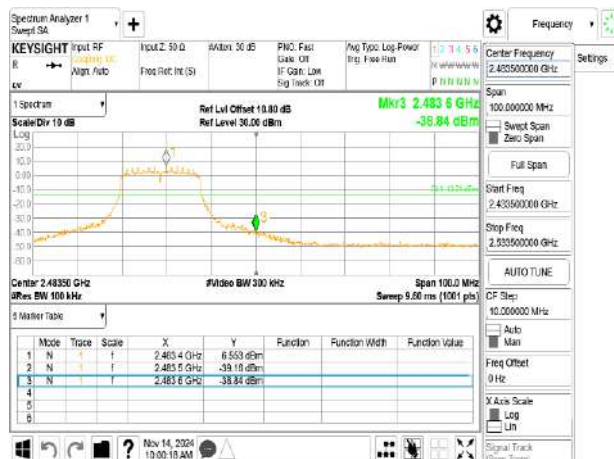 Spectrum Analyzer 1
Swept SA
Frequency
KEYSIGHT
Input: RF
Input Z: 50 Ω
#Atten: 30 dB
PNO: Fast
Avg Type: Log-Power
1 2 3 4 5 6
Align: Auto
Freq Ref: Int (S)
Gate: Off
Trig: Free Run
IF Gain: Low
Sig Track: Off
P N N N N N
Center Frequency
2.483500000 GHz
Settings
Span
100.000000 MHz
Swept Span
Zero Span
Full Span
Start Freq
2.433500000 GHz
Stop Freq
2.533500000 GHz
AUTO TUNE
CF Step
10.000000 MHz
Auto
Man
Freq Offset
0 Hz
X Axis Scale
Log
Lin
Signal Track
1 Spectrum
Scale/Div 10 dB
Ref Lvl Offset 10.80 dB
Ref Level 30.00 dBm
Mkr3 2.483 6 GHz
-38.84 dBm
Log
20.0
10.0
0.00
-10.0
-20.0
-30.0
-40.0
-50.0
-60.0
Center 2.48350 GHz
#Video BW 300 kHz
Span 100.0 MHz
#Res BW 100 kHz
Sweep 9.60 ms (1001 pts)
5 Marker Table
Mode Trace Scale X Y Function Function Width Function Value
1 N 1 f 2.463 4 GHz 6.553 dBm
2 N 1 f 2.483 5 GHz -39.18 dBm
3 N 1 f 2.483 6 GHz -38.84 dBm
4
5
6
Nov 14, 2024
10:00:18 AM